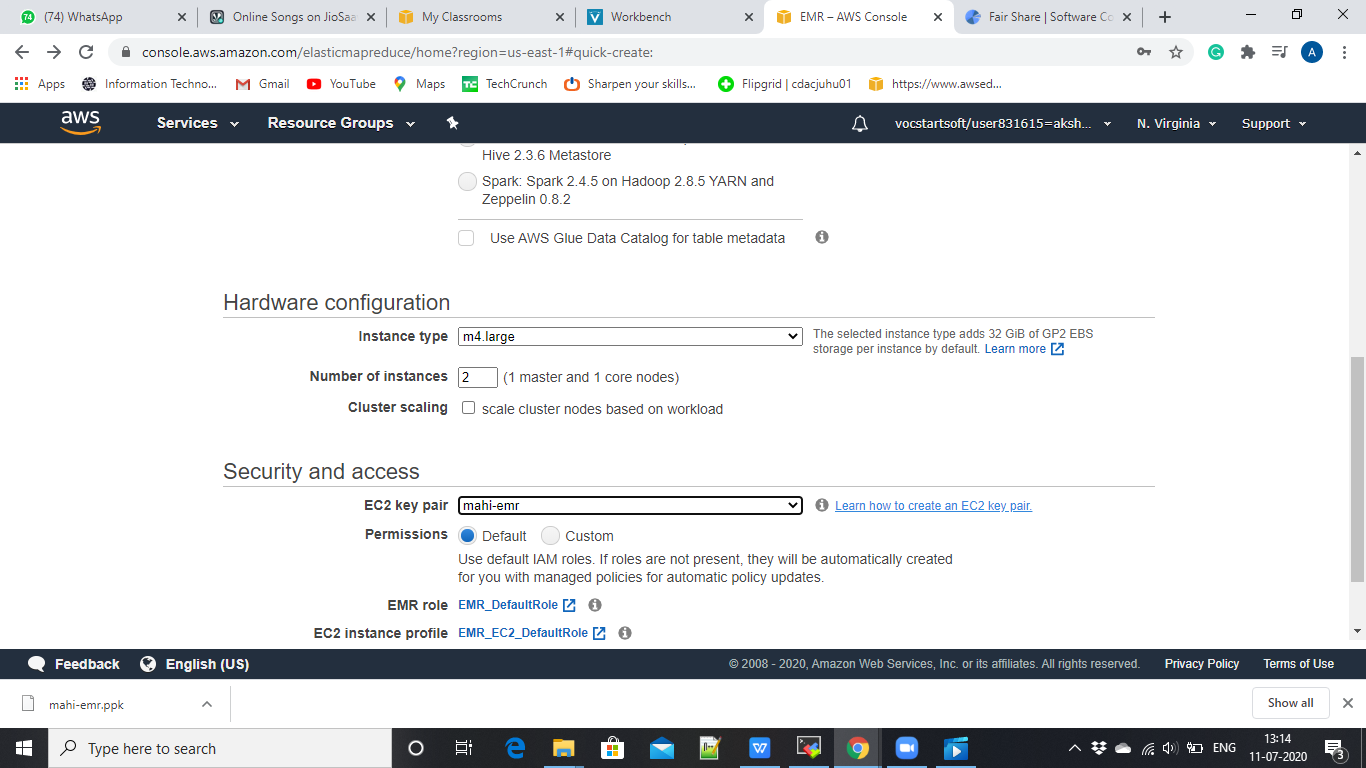 (74) WhatsApp
Online Songs on JioSaa
My Classrooms
Workbench
EMR – AWS Console
Fair Share | Software Co
console.aws.amazon.com/elasticmapreduce/home?region=us-east-1#quick-create:
A
Apps
Information Techno...
Gmail
YouTube
Maps
TechCrunch
Sharpen your skills...
Flipgrid | cdacjuhu01
https://www.awsed...
aws
Services
Resource Groups
vocstartsoft/user831615=aksh...
N. Virginia
Support
Hive 2.3.6 Metastore
Spark: Spark 2.4.5 on Hadoop 2.8.5 YARN and
Zeppelin 0.8.2
Use AWS Glue Data Catalog for table metadata
Hardware configuration
Instance type
m4.large
The selected instance type adds 32 GiB of GP2 EBS
storage per instance by default. Learn more
Number of instances
2
(1 master and 1 core nodes)
Cluster scaling
scale cluster nodes based on workload
Security and access
EC2 key pair
mahi-emr
Learn how to create an EC2 key pair.
Permissions
Default
Custom
Use default IAM roles. If roles are not present, they will be automatically created
for you with managed policies for automatic policy updates.
EMR role
EMR_DefaultRole
EC2 instance profile
EMR_EC2_DefaultRole
Feedback
English (US)
© 2008 - 2020, Amazon Web Services, Inc. or its affiliates. All rights reserved.
Privacy Policy
Terms of Use
mahi-emr.ppk
Show all
Type here to search
ENG
13:14
11-07-2020
3